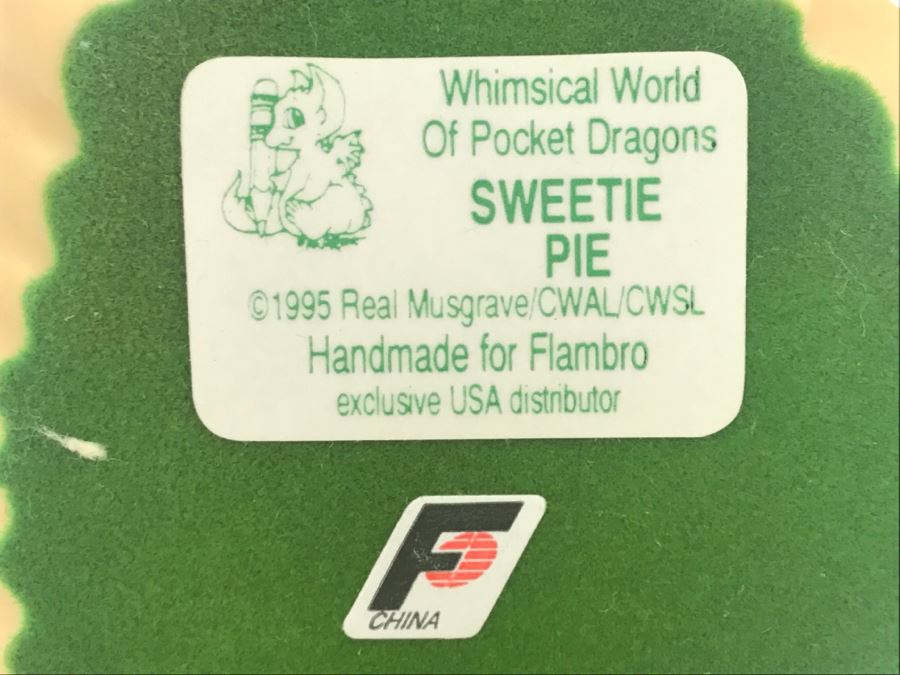 Whimsical World
Of Pocket Dragons
SWEETIE
PIE
©1995 Real Musgrave/CWAL/CWSL
Handmade for Flambro
exclusive USA distributor
F
CHINA